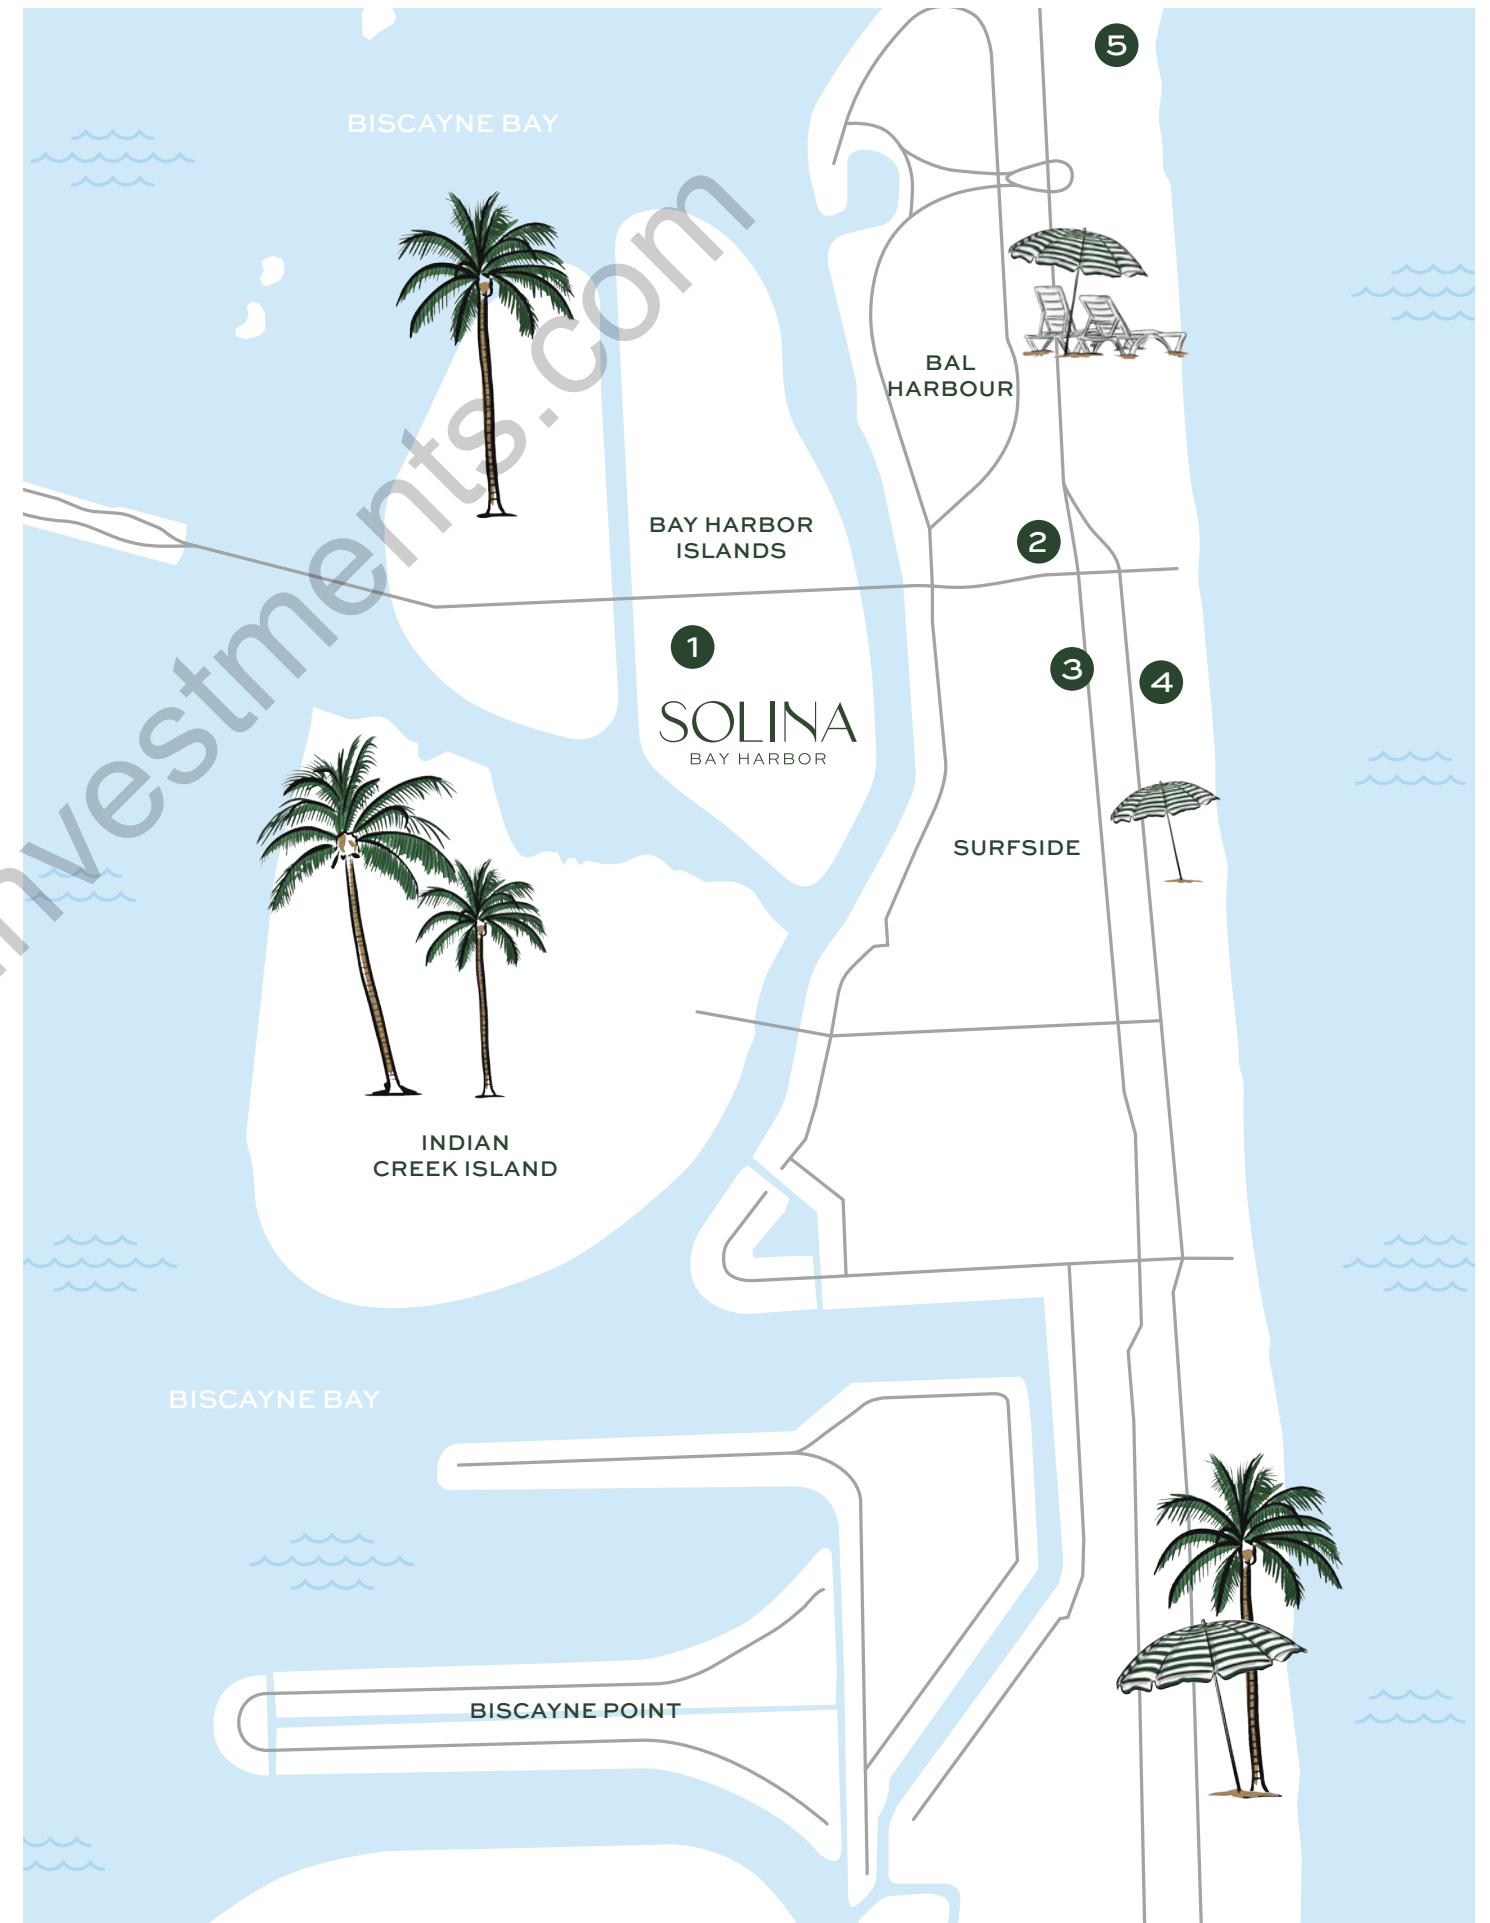 5
BISCAYNE BAY
BAL
HARBOUR
BAY HARBOR
ISLANDS
2
1
3
4
SOLINA
BAY HARBOR
SURFSIDE
INDIAN
CREEK ISLAND
BISCAYNE BAY
BISCAYNE POINT
nvestments.com